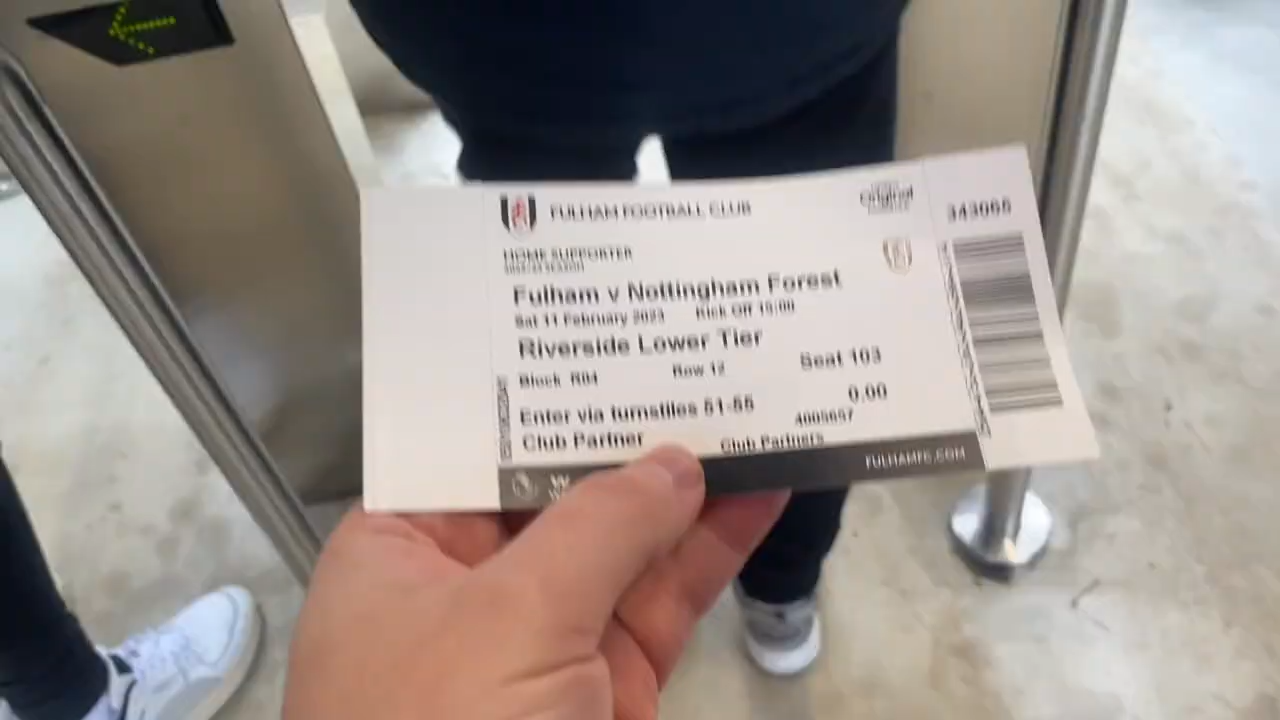 FULHAM FOOTBALL CLUB
Original
343065
HOME SUPPORTER
Fulham v Nottingham Forest
Sat 11 February 2023 Kick Off 15:00
Riverside Lower Tier
Block R04 Row 12 Seat 103
0.00
Enter via turnstiles 51-55
4005657
Club Partner Club Partners
FULHAMFC.COM